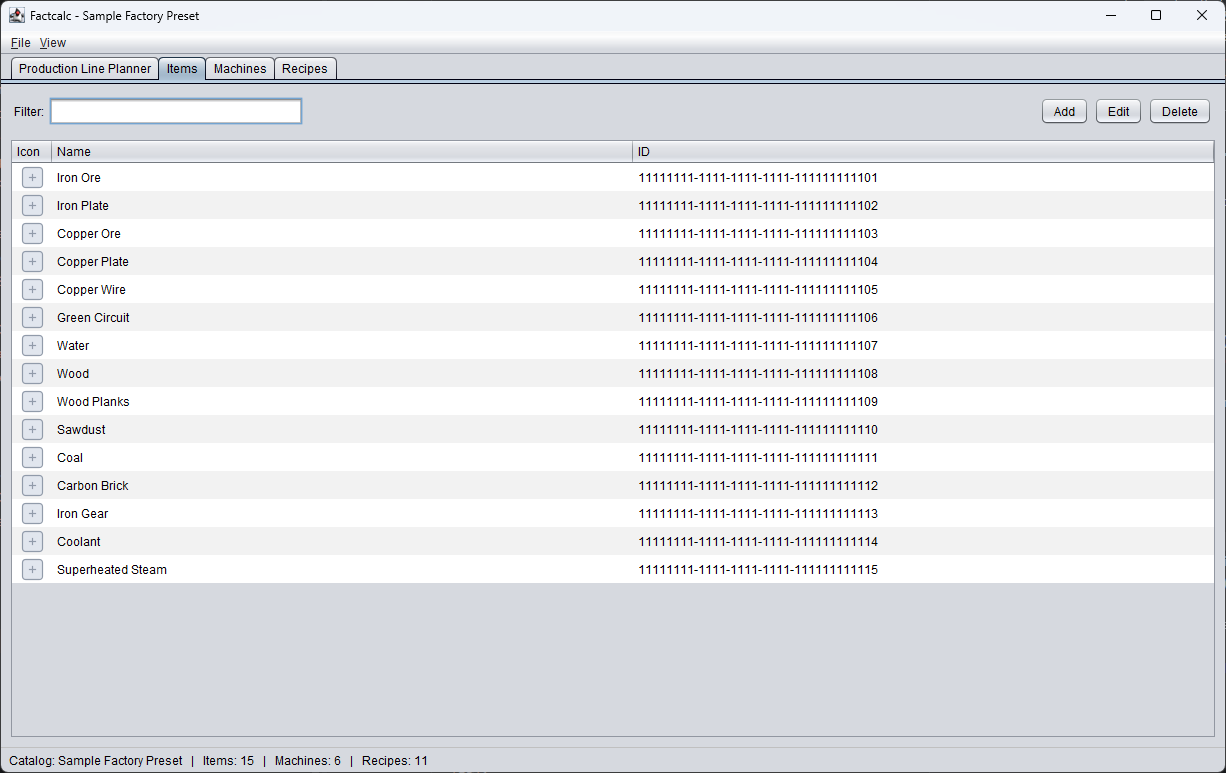 Factcalc - Sample Factory Preset
File View
Production Line Planner Items Machines Recipes
Filter: Add Edit Delete
Icon Name ID
+ Iron Ore 11111111-1111-1111-1111-111111111101
+ Iron Plate 11111111-1111-1111-1111-111111111102
+ Copper Ore 11111111-1111-1111-1111-111111111103
+ Copper Plate 11111111-1111-1111-1111-111111111104
+ Copper Wire 11111111-1111-1111-1111-111111111105
+ Green Circuit 11111111-1111-1111-1111-111111111106
+ Water 11111111-1111-1111-1111-111111111107
+ Wood 11111111-1111-1111-1111-111111111108
+ Wood Planks 11111111-1111-1111-1111-111111111109
+ Sawdust 11111111-1111-1111-1111-111111111110
+ Coal 11111111-1111-1111-1111-111111111111
+ Carbon Brick 11111111-1111-1111-1111-111111111112
+ Iron Gear 11111111-1111-1111-1111-111111111113
+ Coolant 11111111-1111-1111-1111-111111111114
+ Superheated Steam 11111111-1111-1111-1111-111111111115
Catalog: Sample Factory Preset | Items: 15 | Machines: 6 | Recipes: 11